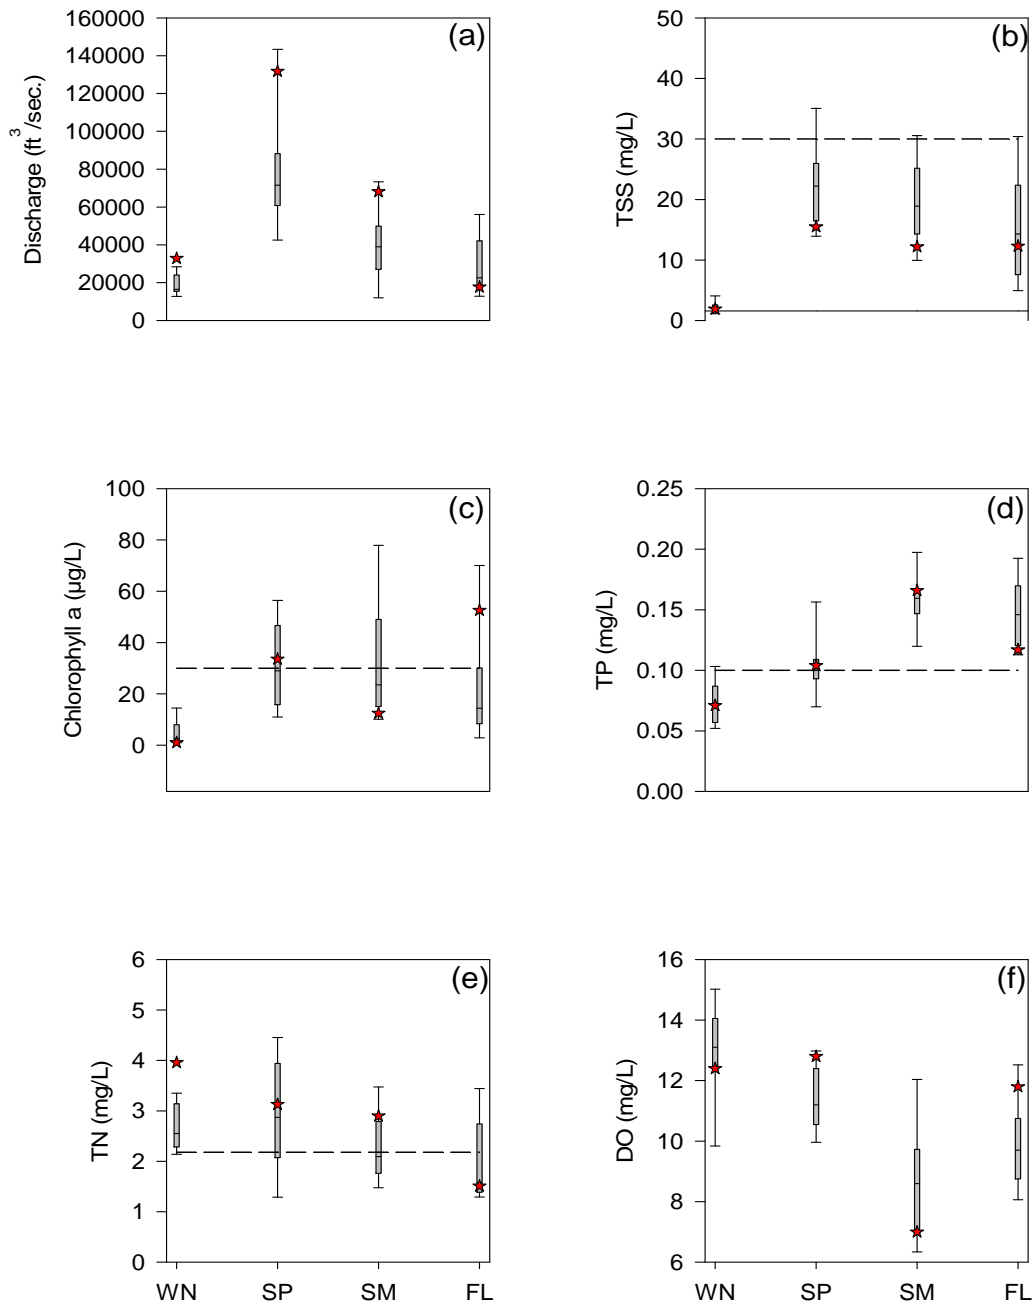 (a)
Discharge (ft³/sec.)
160000
140000
120000
100000
80000
60000
40000
20000
0
(b)
TSS (mg/L)
50
40
30
20
10
0
(c)
Chlorophyll a (µg/L)
100
80
60
40
20
0
(d)
TP (mg/L)
0.25
0.20
0.15
0.10
0.05
0.00
(e)
TN (mg/L)
6
5
4
3
2
1
0
WN SP SM FL
(f)
DO (mg/L)
16
14
12
10
8
6
WN SP SM FL